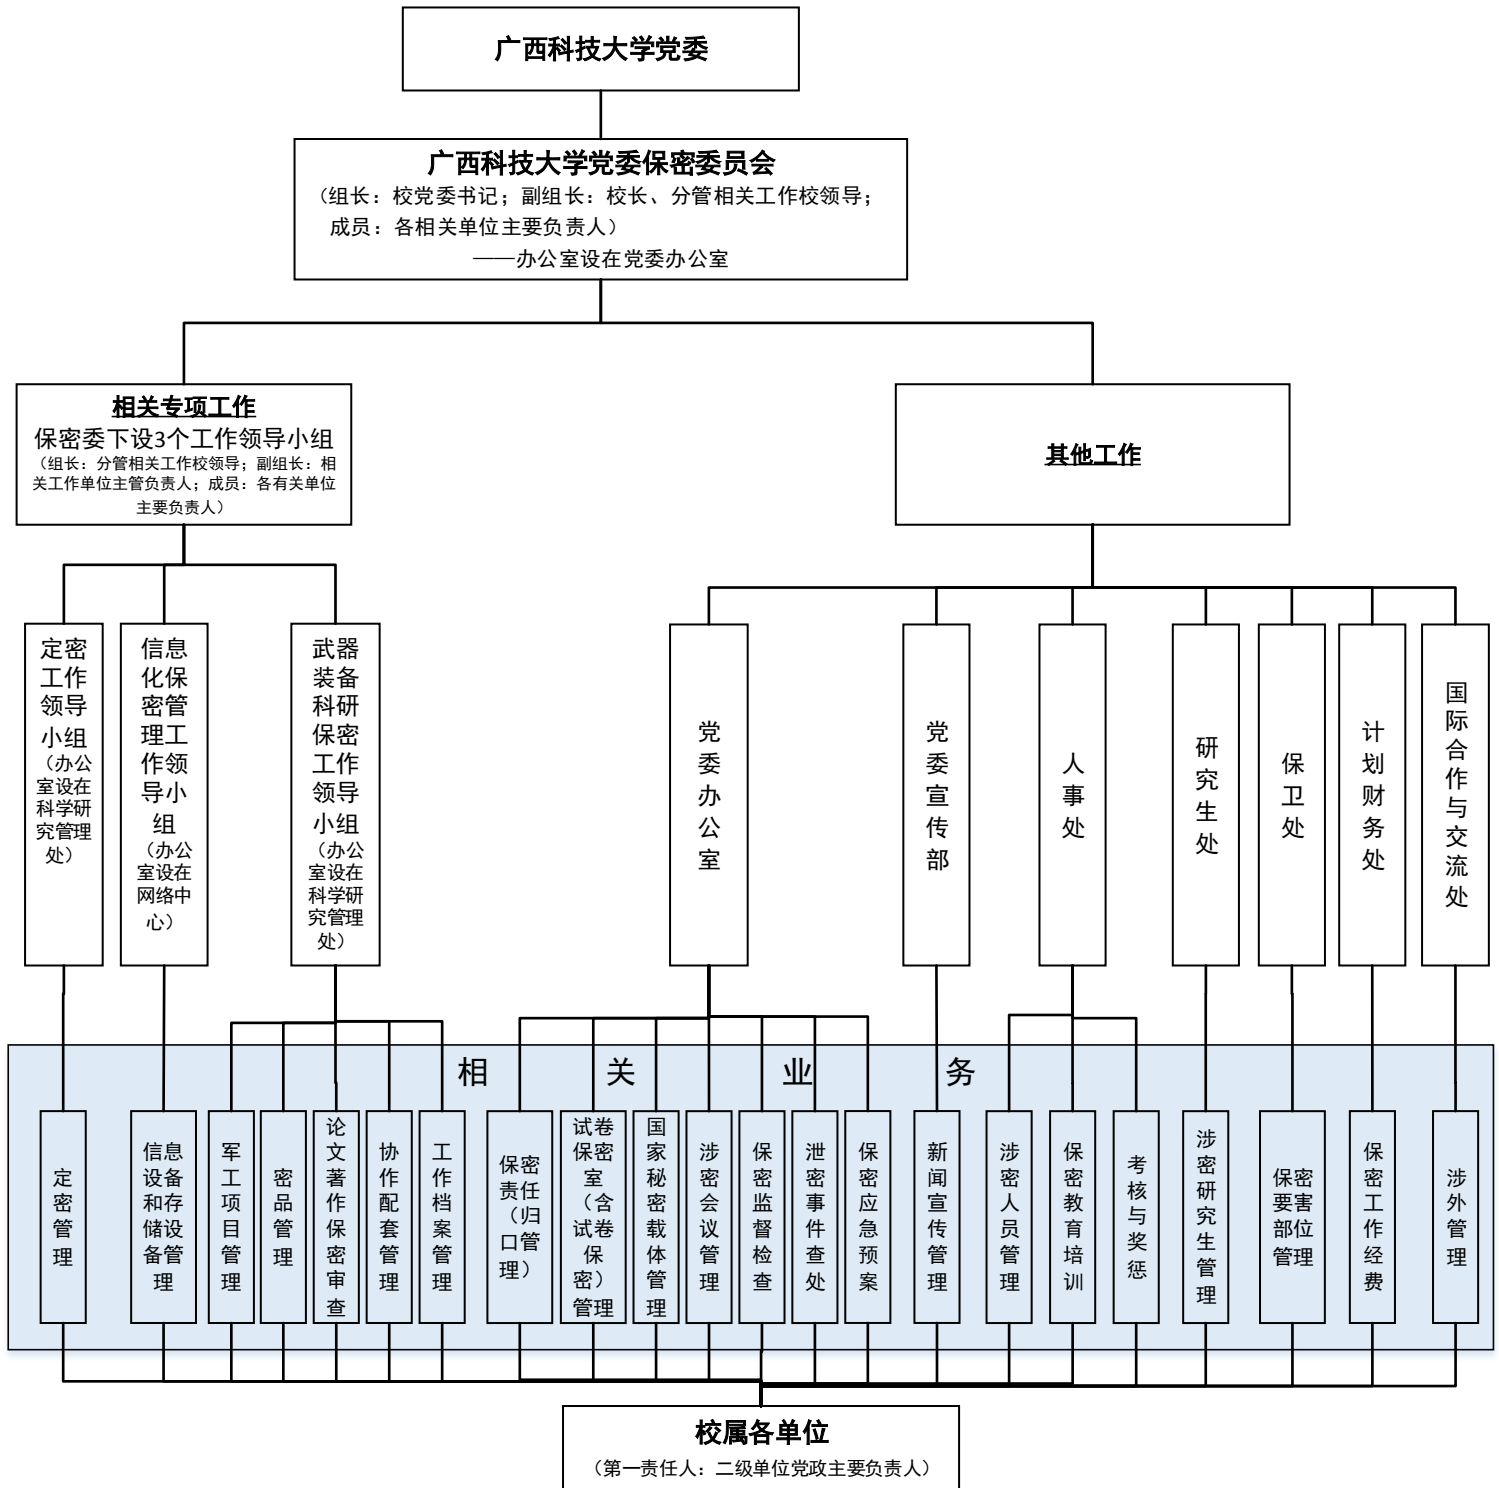 广西科技大学党委
广西科技大学党委保密委员会
（组长：校党委书记；副组长：校长、分管相关工作校领导；
成员：各相关单位主要负责人）
——办公室设在党委办公室
相关专项工作
保密委下设3个工作领导小组
（组长：分管相关工作校领导；副组长：相
关工作单位主管负责人；成员：各有关单位
主要负责人）
其他工作
定密
工作
领导
小组
（办公
室设在
科学研
究管理
处）
信息
化保
密管
理工
作领
导小
组
（办公
室设在
网络中
心）
武器
装备
科研
保密
工作
领导
小组
（办公
室设在
科学研
究管理
处）
党委办公室
党委宣传部
人事处
研究生处
保卫处
计划财务处
国际合作与交流处
相关业务
定密管理
信息
设备
和存
储设
备管
理
军工项目管理
密品管理
论文著作保密审查
协作配套管理
工作档案管理
保密
责任
（归
口管
理）
试卷
保密
室
（含
试卷
保
密）
管理
国家秘密载体管理
涉密会议管理
保密监督检查
泄密事件查处
保密应急预案
新闻宣传管理
涉密人员管理
保密教育培训
考核与奖惩
涉密研究生管理
保密
要害
部位
管理
保密工作经费
涉外管理
校属各单位
（第一责任人：二级单位党政主要负责人）